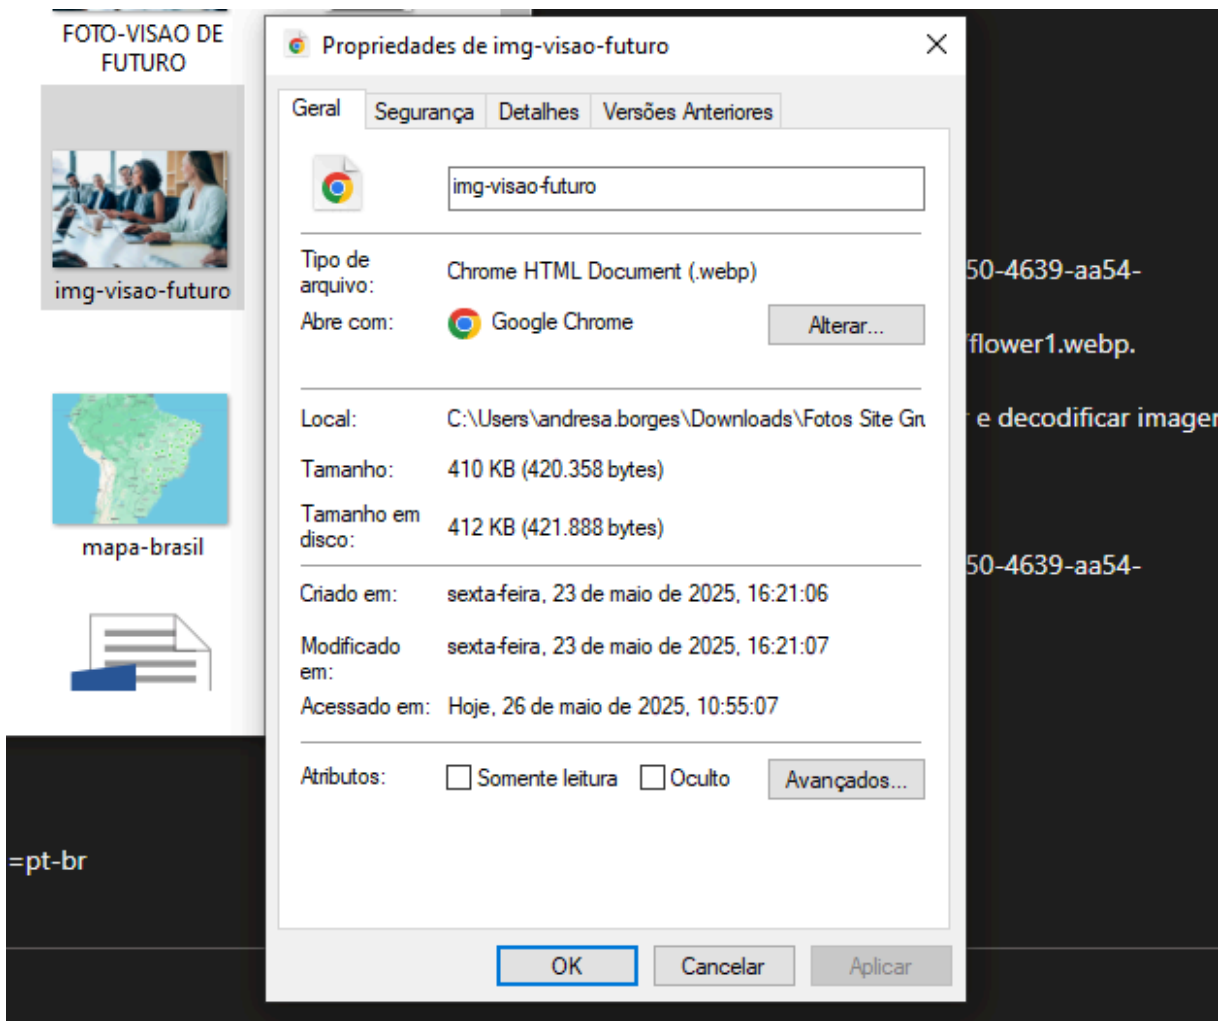 FOTO-VISAO DE
FUTURO
img-visao-futuro
mapa-brasil
=pt-br
Propriedades de img-visao-futuro
Geral
Segurança
Detalhes
Versões Anteriores
img-visao-futuro
Tipo de
arquivo:
Chrome HTML Document (.webp)
Abre com:
Google Chrome
Alterar...
Local:
C:\Users\andresa.borges\Downloads\Fotos Site Gru
Tamanho:
410 KB (420.358 bytes)
Tamanho em
disco:
412 KB (421.888 bytes)
Criado em:
sexta-feira, 23 de maio de 2025, 16:21:06
Modificado
em:
sexta-feira, 23 de maio de 2025, 16:21:07
Acessado em:
Hoje, 26 de maio de 2025, 10:55:07
Atributos:
Somente leitura
Oculto
Avançados...
OK
Cancelar
Aplicar
50-4639-aa54-
/flower1.webp.
e decodificar imager
50-4639-aa54-